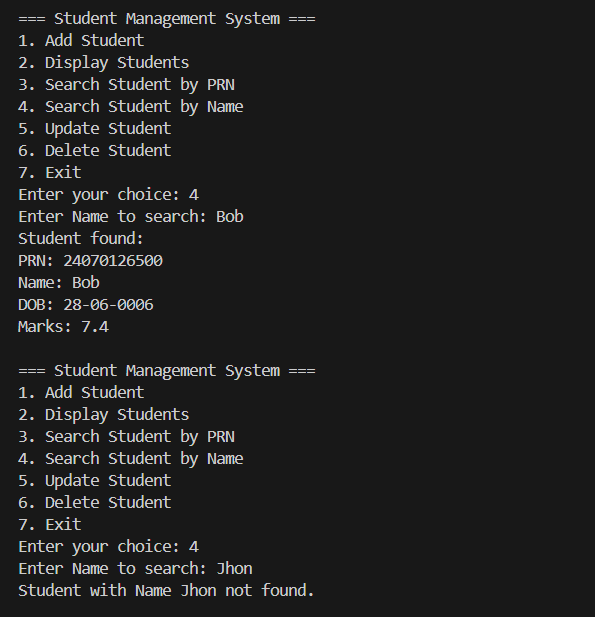 === Student Management System ===
1. Add Student
2. Display Students
3. Search Student by PRN
4. Search Student by Name
5. Update Student
6. Delete Student
7. Exit
Enter your choice: 4
Enter Name to search: Bob
Student found:
PRN: 24070126500
Name: Bob
DOB: 28-06-0006
Marks: 7.4
=== Student Management System ===
1. Add Student
2. Display Students
3. Search Student by PRN
4. Search Student by Name
5. Update Student
6. Delete Student
7. Exit
Enter your choice: 4
Enter Name to search: Jhon
Student with Name Jhon not found.